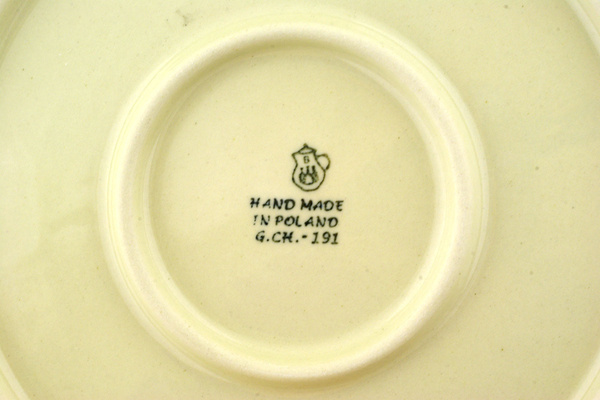 B
HAND MADE
IN POLAND
G.CH.-191